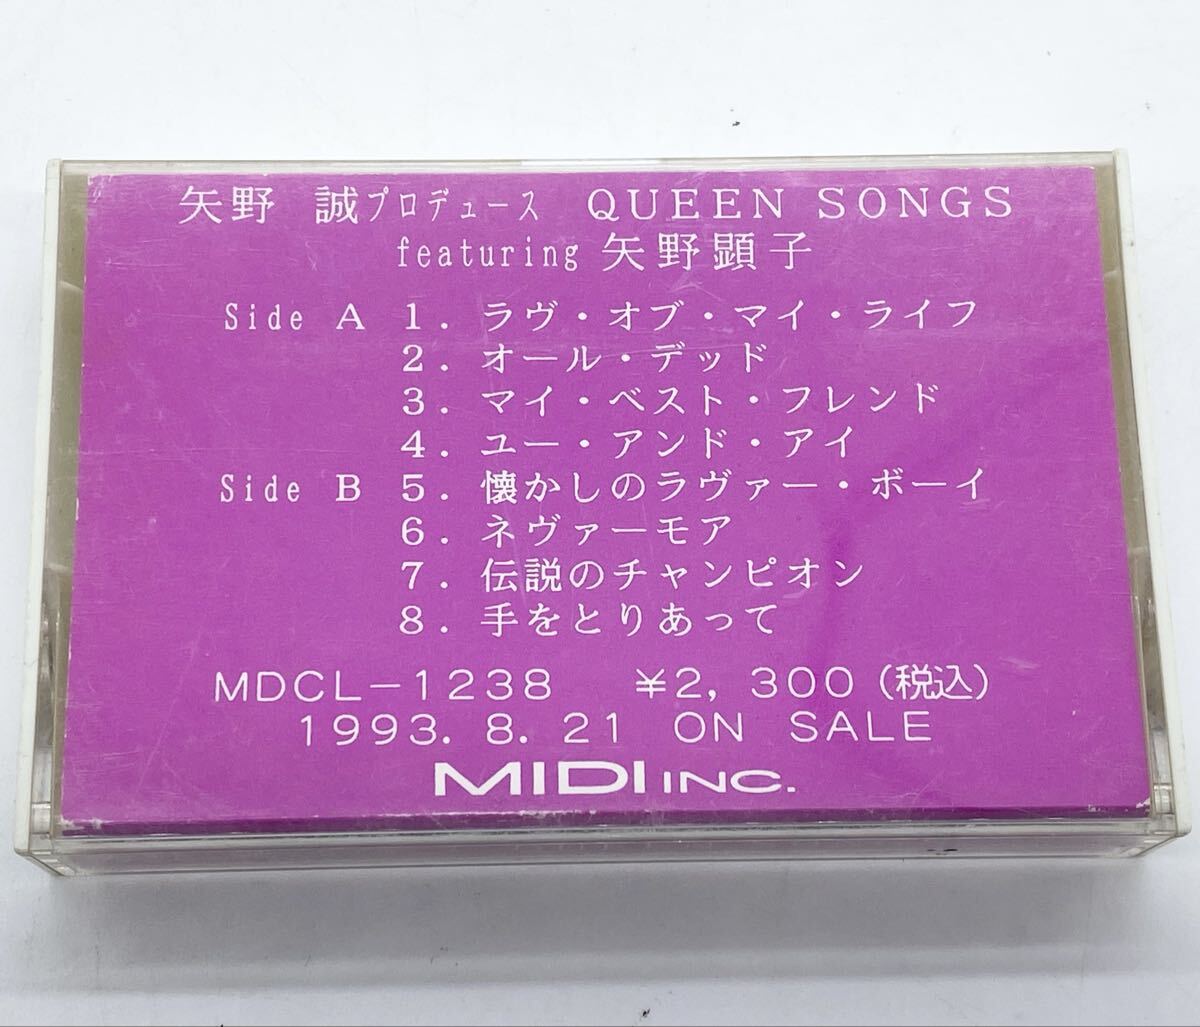 矢野 誠プロデュース QUEEN SONGS
featuring 矢野顕子
Side A 1. ラヴ・オブ・マイ・ライフ
2. オール・デッド
3. マイ・ベスト・フレンド
4. ユー・アンド・アイ
Side B 5. 懐かしのラヴァー・ボーイ
6. ネヴァーモア
7. 伝説のチャンピオン
8. 手をとりあって
MDCL-1238 ¥2, 300 (税込)
1993. 8. 21 ON SALE
MIDI INC.